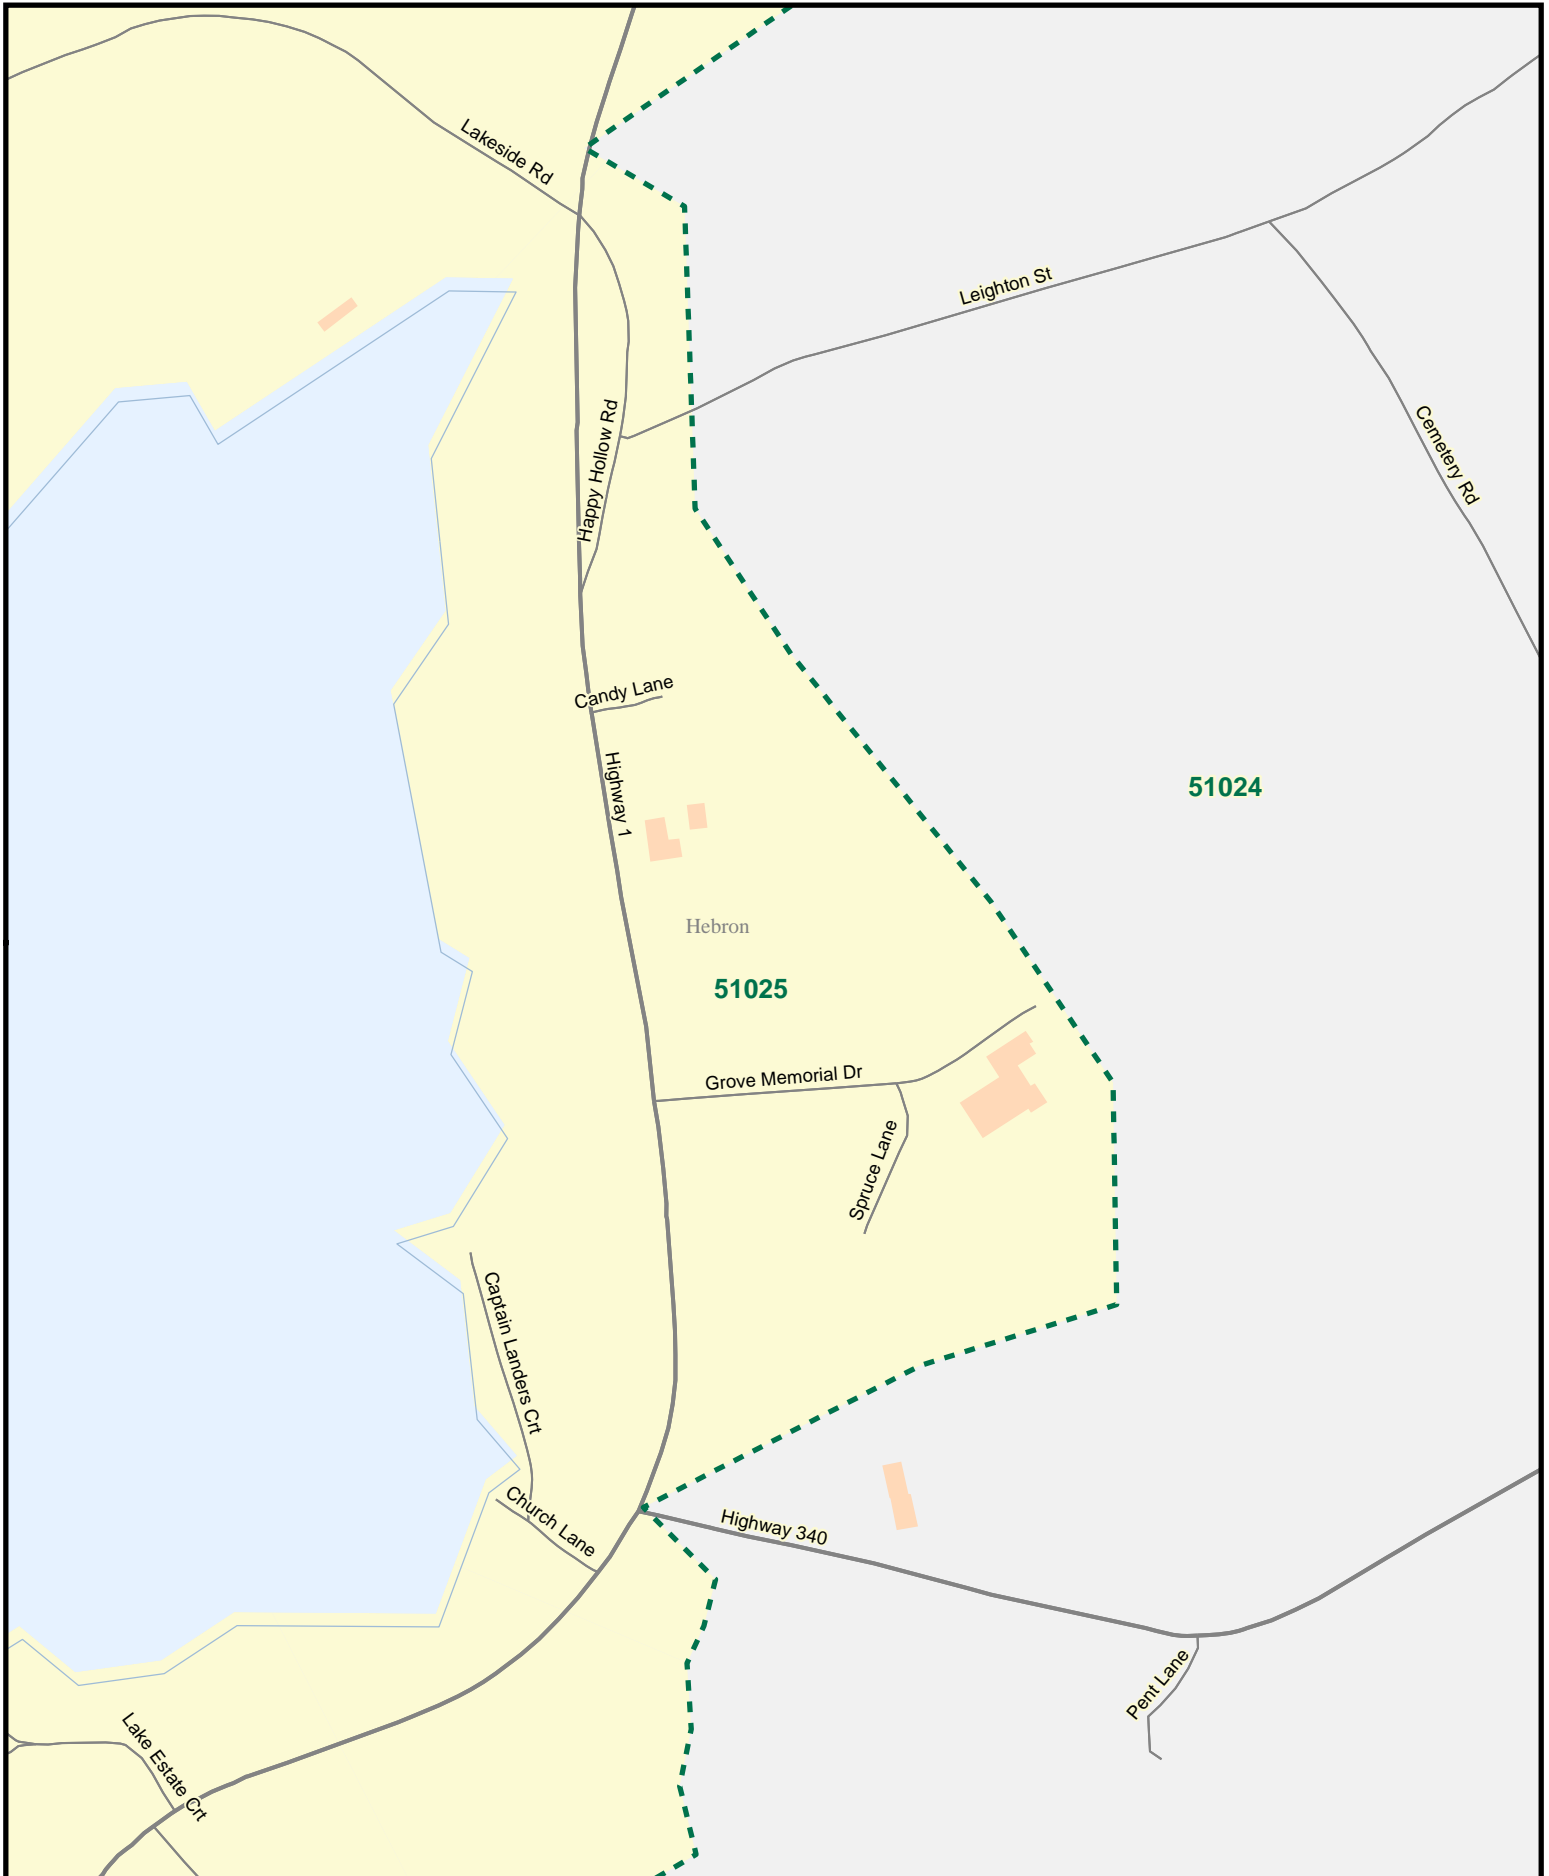 Lakeside Rd
Leighton St
Happy Hollow Rd
Cemetery Rd
Candy Lane
Highway 1
51024
Hebron
51025
Grove Memorial Dr
Spruce Lane
Captain Landers Crt
Church Lane
Highway 340
Pent Lane
Lake Estate Crt